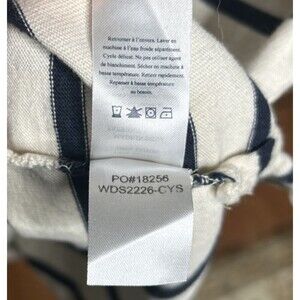 Retourner à l'envers. Laver en
machine à l'eau froide séparément.
Cycle délicat. Ne pas utiliser agent
de blanchiment. Sécher en machine à
basse température. Retirer rapidement.
Repasser à basse température
au besoin.
PO#18256
WDS2226-CYS